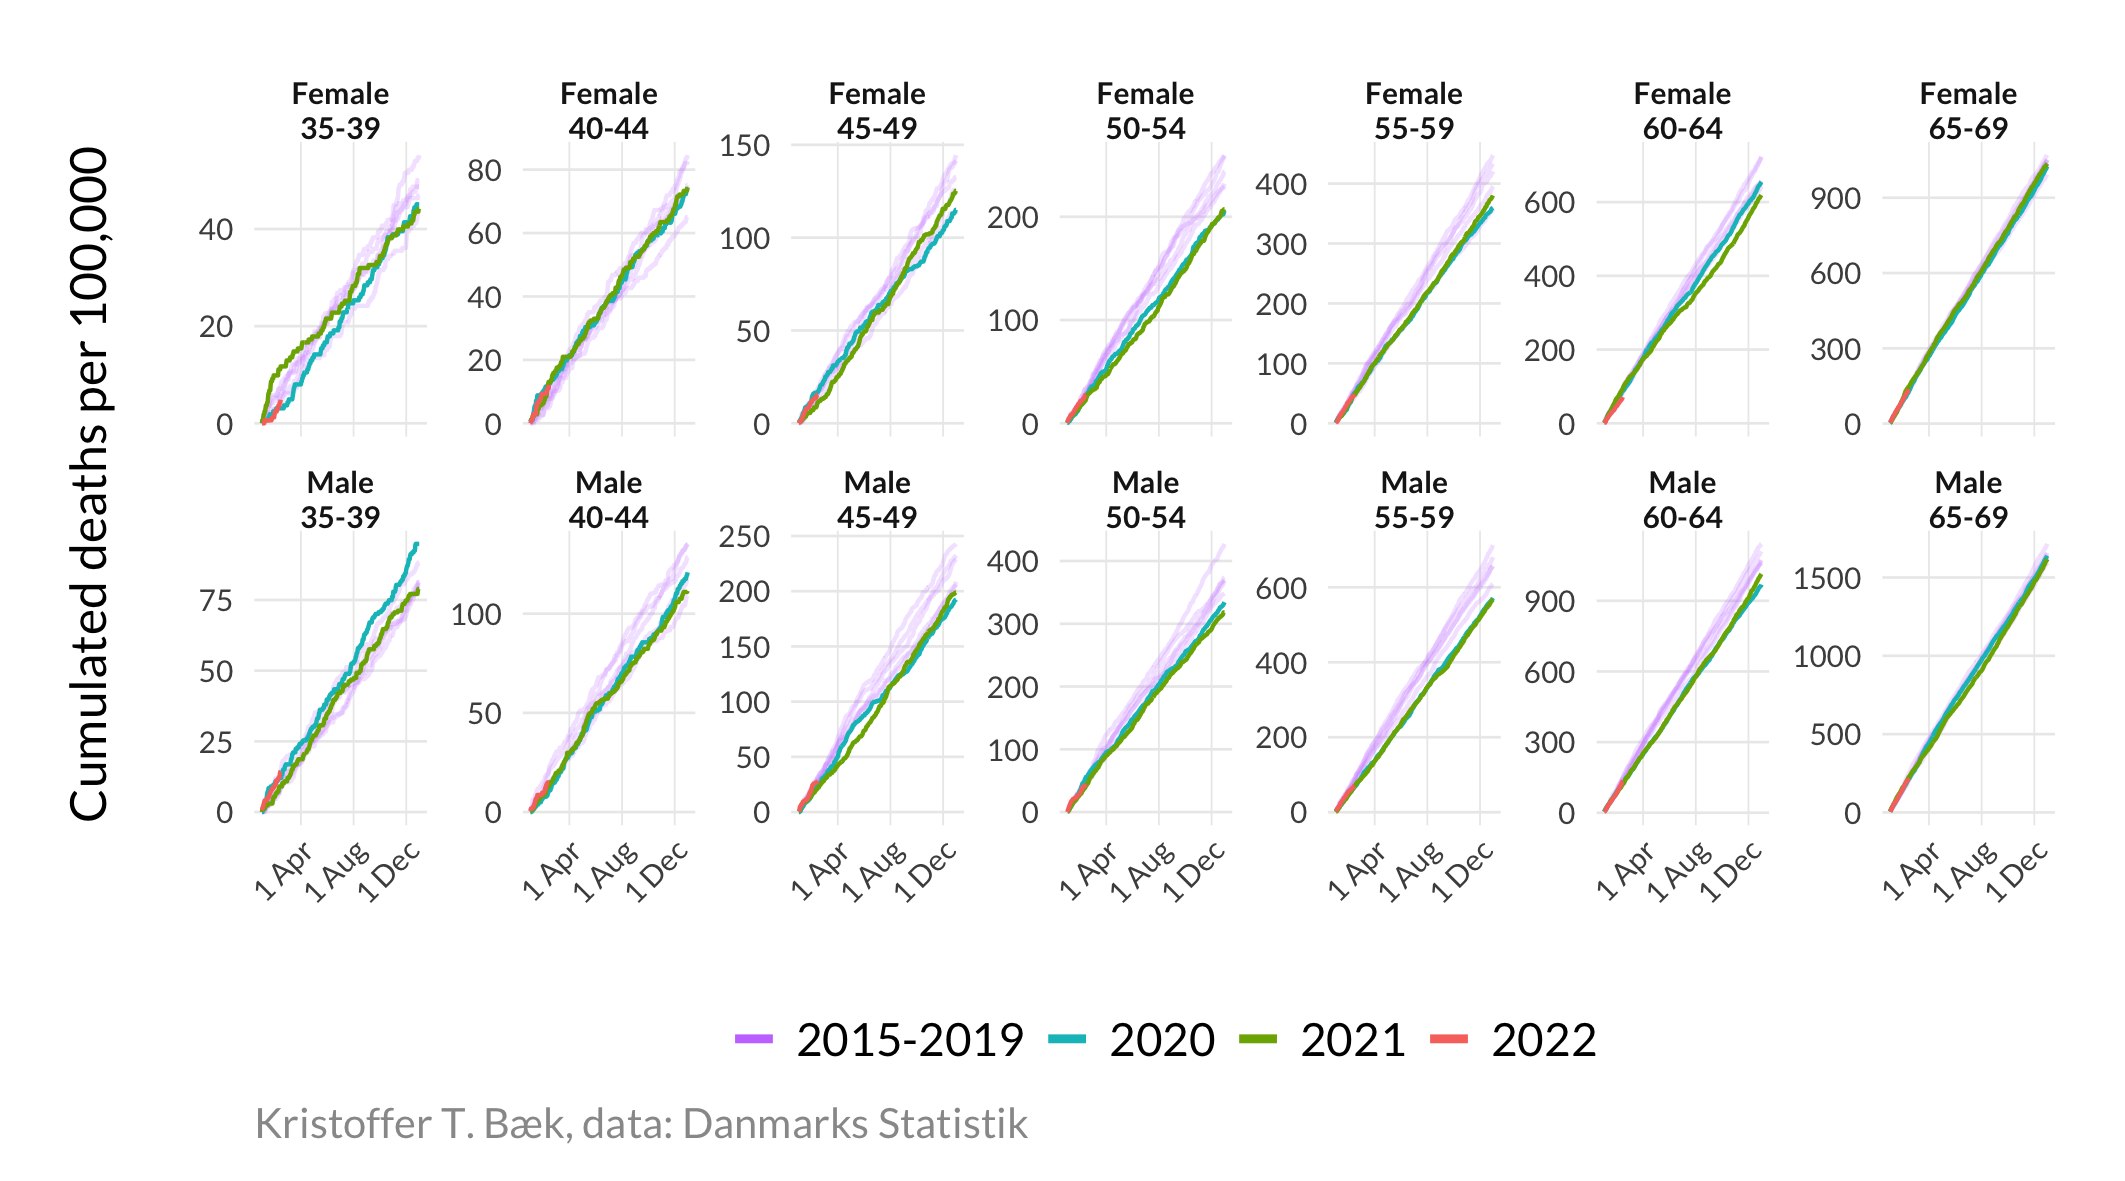 Cumulated deaths per 100,000
Female
35-39
Female
40-44
Female
45-49
Female
50-54
Female
55-59
Female
60-64
Female
65-69
40
20
0
80
60
40
20
0
150
100
50
0
200
100
0
400
300
200
100
0
600
400
200
0
900
600
300
0
Male
35-39
Male
40-44
Male
45-49
Male
50-54
Male
55-59
Male
60-64
Male
65-69
75
50
25
0
100
50
0
250
200
150
100
50
0
400
300
200
100
0
600
400
200
0
900
600
300
0
1500
1000
500
0
1 Apr
1 Aug
1 Dec
1 Apr
1 Aug
1 Dec
1 Apr
1 Aug
1 Dec
1 Apr
1 Aug
1 Dec
1 Apr
1 Aug
1 Dec
1 Apr
1 Aug
1 Dec
1 Apr
1 Aug
1 Dec
2015-2019 2020 2021 2022
Kristoffer T. Bæk, data: Danmarks Statistik